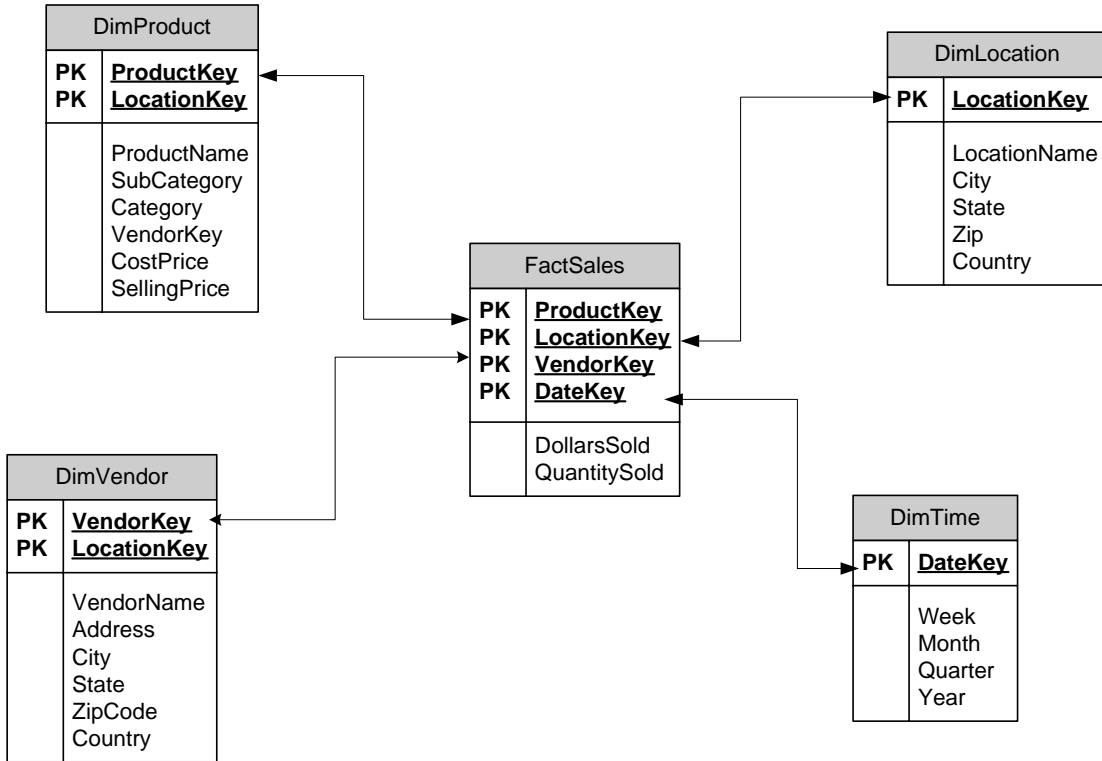 DimProduct
PK ProductKey
PK LocationKey
ProductName
SubCategory
Category
VendorKey
CostPrice
SellingPrice
DimLocation
PK LocationKey
LocationName
City
State
Zip
Country
FactSales
PK ProductKey
PK LocationKey
PK VendorKey
PK DateKey
DollarsSold
QuantitySold
DimVendor
PK VendorKey
PK LocationKey
VendorName
Address
City
State
ZipCode
Country
DimTime
PK DateKey
Week
Month
Quarter
Year